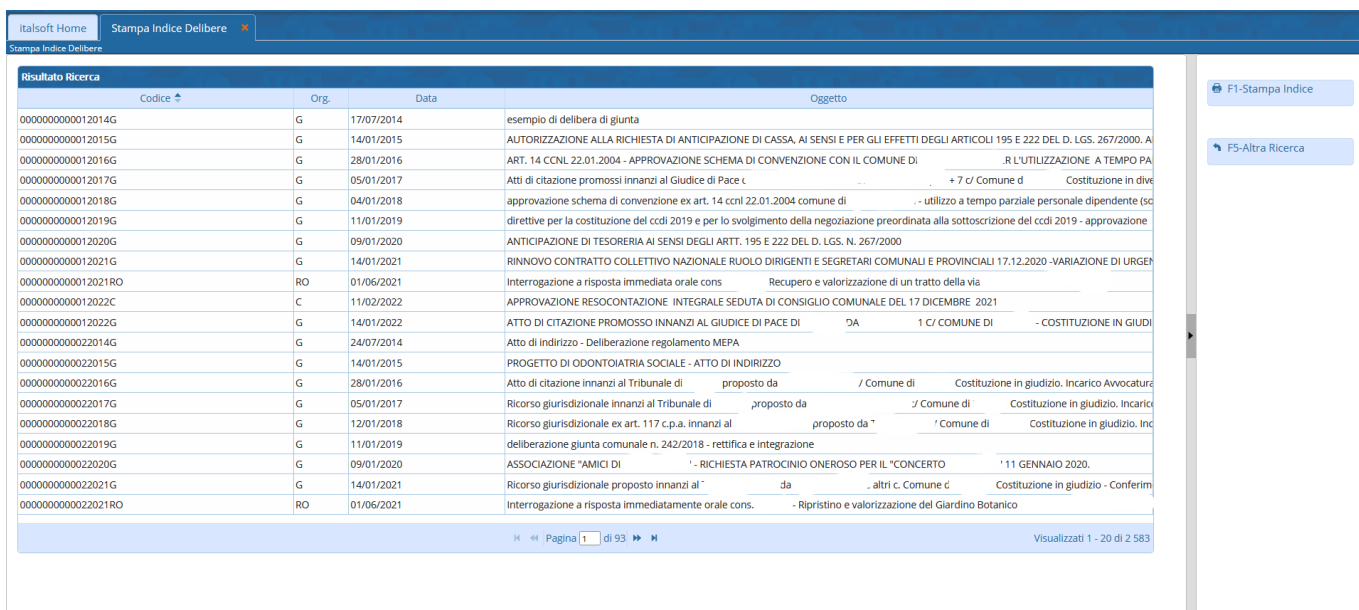 italsoft Home Stampa Indice Delibere ×
Stampa Indice Delibere
Risultato Ricerca
Codice Org. Data Oggetto
0000000000012014G G 17/07/2014 esempio di delibera di giunta
0000000000012015G G 14/01/2015 AUTORIZZAZIONE ALLA RICHIESTA DI ANTICIPAZIONE DI CASSA, AI SENSI E PER GLI EFFETTI DEGLI ARTICOLI 195 E 222 DEL D. LGS. 267/2000.
0000000000012016G G 28/01/2016 ART. 14 CCNL 22.01.2004 - APPROVAZIONE SCHEMA DI CONVENZIONE CON IL COMUNE DI L'UTILIZZAZIONE A TEMPO PA
0000000000012017G G 05/01/2017 Atti di citazione promossi innanzi al Giudice di Pace + 7 c/ Comune d Costituzione in dive
0000000000012018G G 04/01/2018 approvazione schema di convenzione ex art. 14 ccnl 22.01.2004 comune di - utilizzo a tempo parziale personale dipendente (so
0000000000012019G G 11/01/2019 direttive per la costituzione del ccdi 2019 e per lo svolgimento della negoziazione preordinata alla sottoscrizione del ccdi 2019 - approvazione
0000000000012020G G 09/01/2020 ANTICIPAZIONE DI TESORERIA AI SENSI DEGLI ARTT. 195 E 222 DEL D. LGS. N. 267/2000
0000000000012021G G 14/01/2021 RINNOVO CONTRATTO COLLETTIVO NAZIONALE RUOLO DIRIGENTI E SEGRETARI COMUNALI E PROVINCIALI 17.12.2020 -VARIAZIONE DI URGEN
0000000000012021RO RO 01/06/2021 Interrogazione a risposta immediata orale cons Recupero e valorizzazione di un tratto della via
0000000000012022C C 11/02/2022 APPROVAZIONE RESOCONTAZIONE INTEGRALE SEDUTA DI CONSIGLIO COMUNALE DEL 17 DICEMBRE 2021
0000000000012022G G 14/01/2022 ATTO DI CITAZIONE PROMOSSO INNANZI AL GIUDICE DI PACE DI DA 1 C/ COMUNE DI - COSTITUZIONE IN GIUDI
0000000000022014G G 24/07/2014 Atto di indirizzo - Deliberazione regolamento MEPA
0000000000022015G G 14/01/2015 PROGETTO DI ODONTOIATRIA SOCIALE - ATTO DI INDIRIZZO
0000000000022016G G 28/01/2016 Atto di citazione innanzi al Tribunale di proposto da / Comune di Costituzione in giudizio. Incarico Avvocatura
0000000000022017G G 05/01/2017 Ricorso giurisdizionale innanzi al Tribunale di proposto da / Comune di Costituzione in giudizio. Incarico
0000000000022018G G 12/01/2018 Ricorso giurisdizionale ex art. 117 c.p.a. innanzi al proposto da / Comune di Costituzione in giudizio. Inc
0000000000022019G G 11/01/2019 deliberazione giunta comunale n. 242/2018 - rettifica e integrazione
0000000000022020G G 09/01/2020 ASSOCIAZIONE "AMICI DI ' - RICHIESTA PATROCINIO ONEROSO PER IL "CONCERTO ' 11 GENNAIO 2020.
0000000000022021G G 14/01/2021 Ricorso giurisdizionale proposto innanzi al da altri c. Comune d Costituzione in giudizio - Conferim
0000000000022021RO RO 01/06/2021 Interrogazione a risposta immediatamente orale cons. - Ripristino e valorizzazione del Giardino Botanico
Pagina 1 di 93 Visualizzati 1 - 20 di 2 583
F1-Stampa Indice
F5-Altra Ricerca